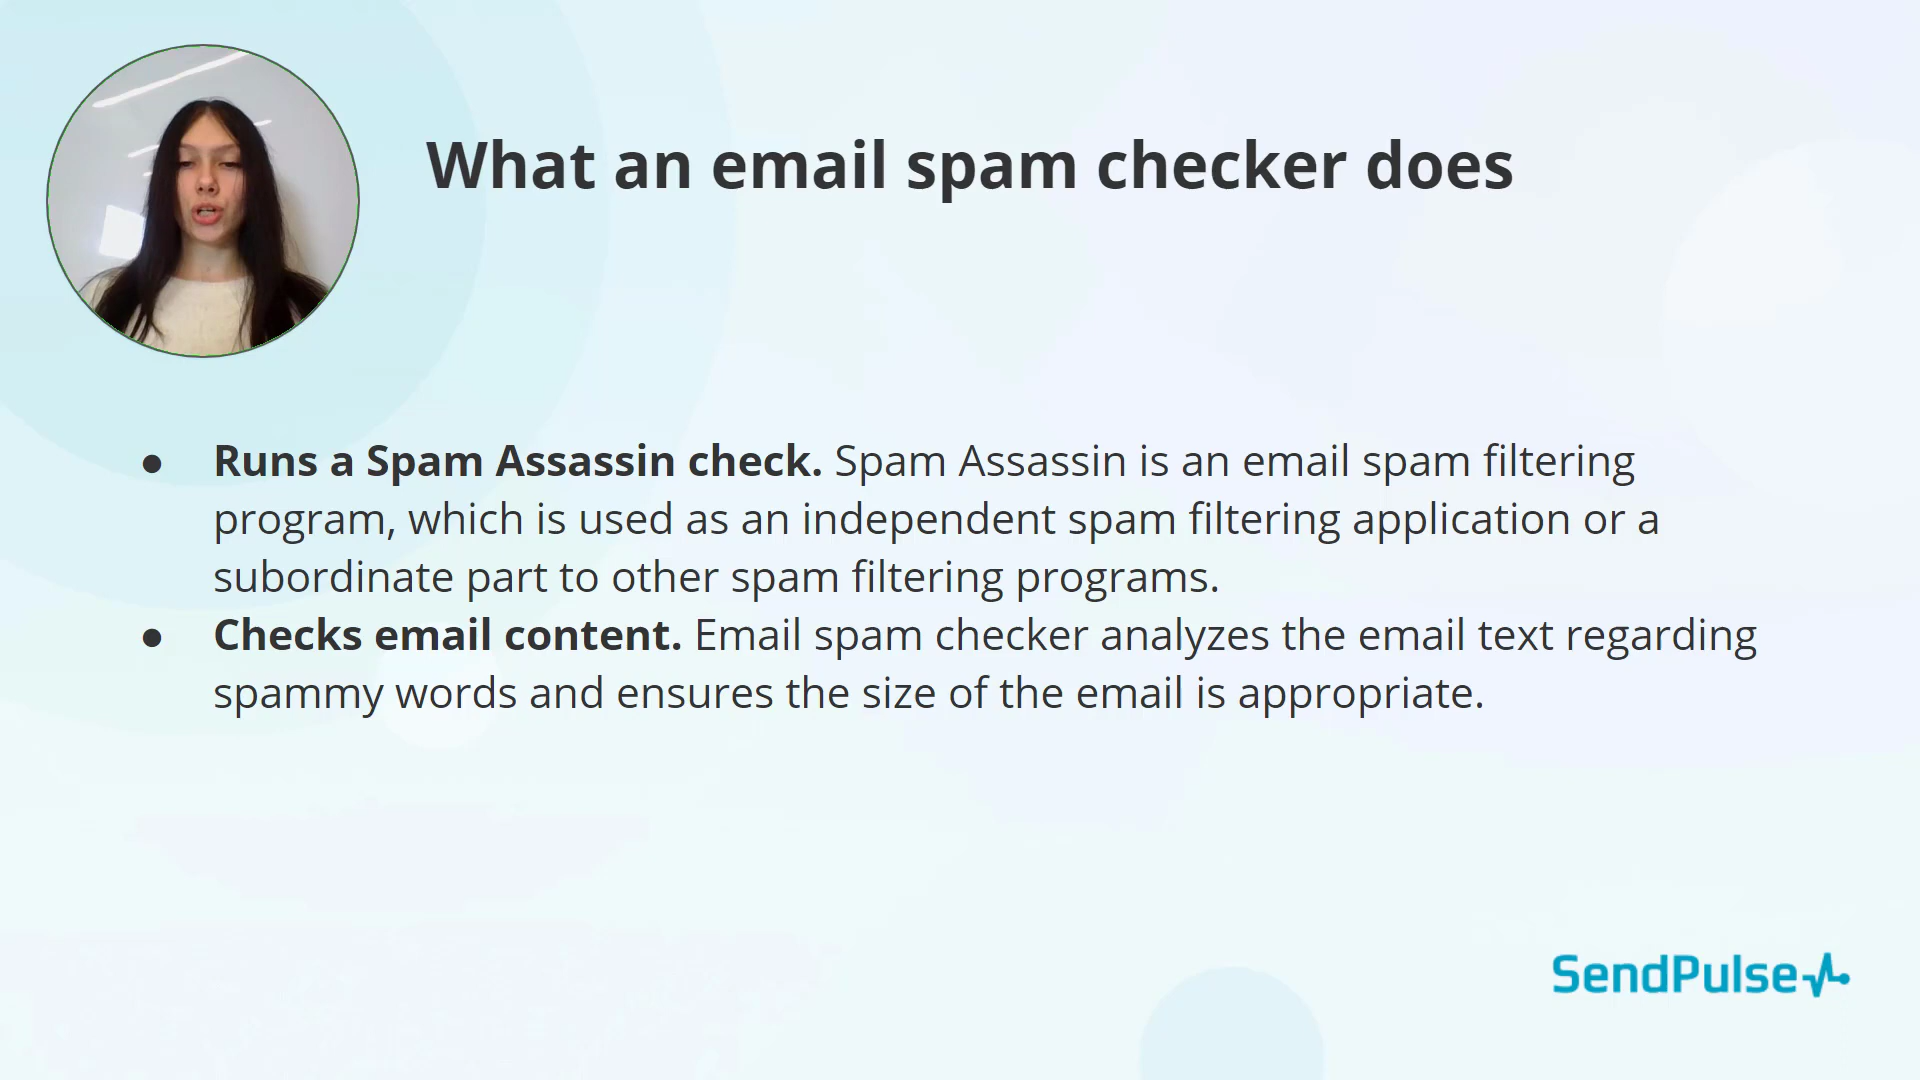 What an email spam checker does
● Runs a Spam Assassin check. Spam Assassin is an email spam filtering
program, which is used as an independent spam filtering application or a
subordinate part to other spam filtering programs.
● Checks email content. Email spam checker analyzes the email text regarding
spammy words and ensures the size of the email is appropriate.
SendPulse